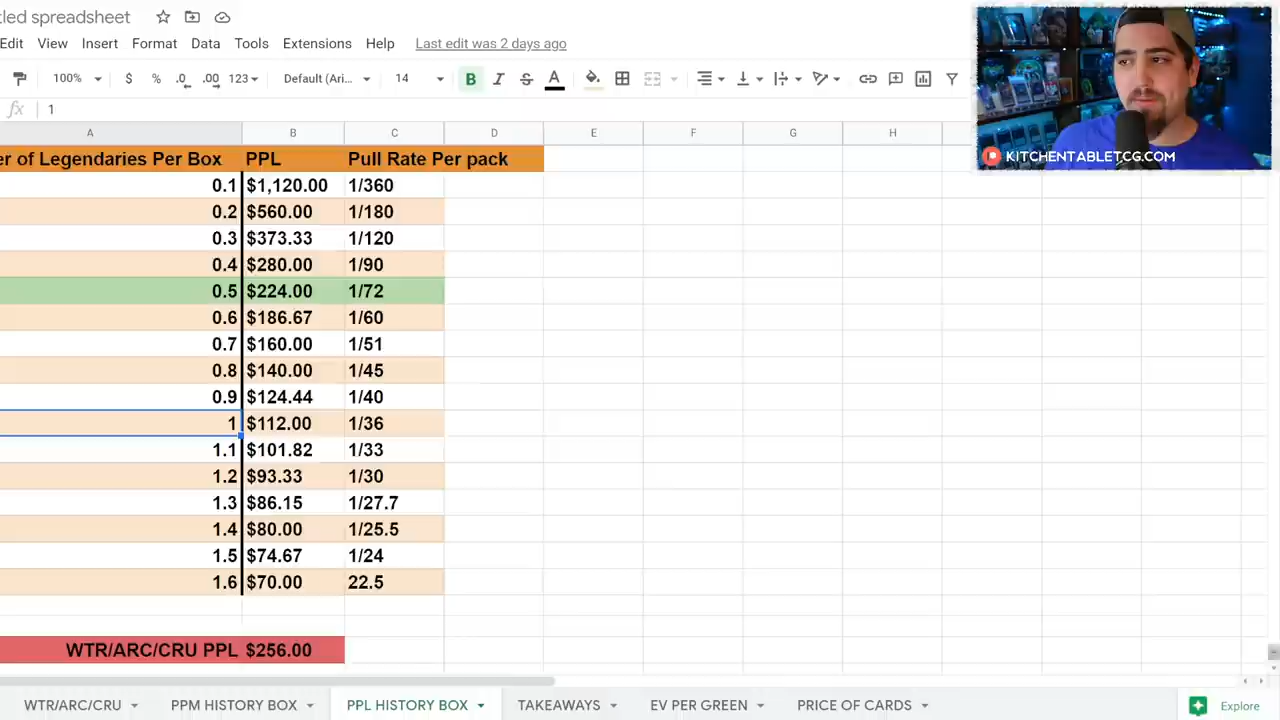 tled spreadsheet
Edit View Insert Format Data Tools Extensions Help Last edit was 2 days ago
100% $ % .0 .00 123 Default (Ari... 14 B I S A
fx 1
A B C D E F G H
er of Legendaries Per Box PPL Pull Rate Per pack
0.1 $1,120.00 1/360
0.2 $560.00 1/180
0.3 $373.33 1/120
0.4 $280.00 1/90
0.5 $224.00 1/72
0.6 $186.67 1/60
0.7 $160.00 1/51
0.8 $140.00 1/45
0.9 $124.44 1/40
1 $112.00 1/36
1.1 $101.82 1/33
1.2 $93.33 1/30
1.3 $86.15 1/27.7
1.4 $80.00 1/25.5
1.5 $74.67 1/24
1.6 $70.00 22.5
WTR/ARC/CRU PPL $256.00
WTR/ARC/CRU PPM HISTORY BOX PPL HISTORY BOX TAKEAWAYS EV PER GREEN PRICE OF CARDS Explore
KITCHENTABLETCG.COM